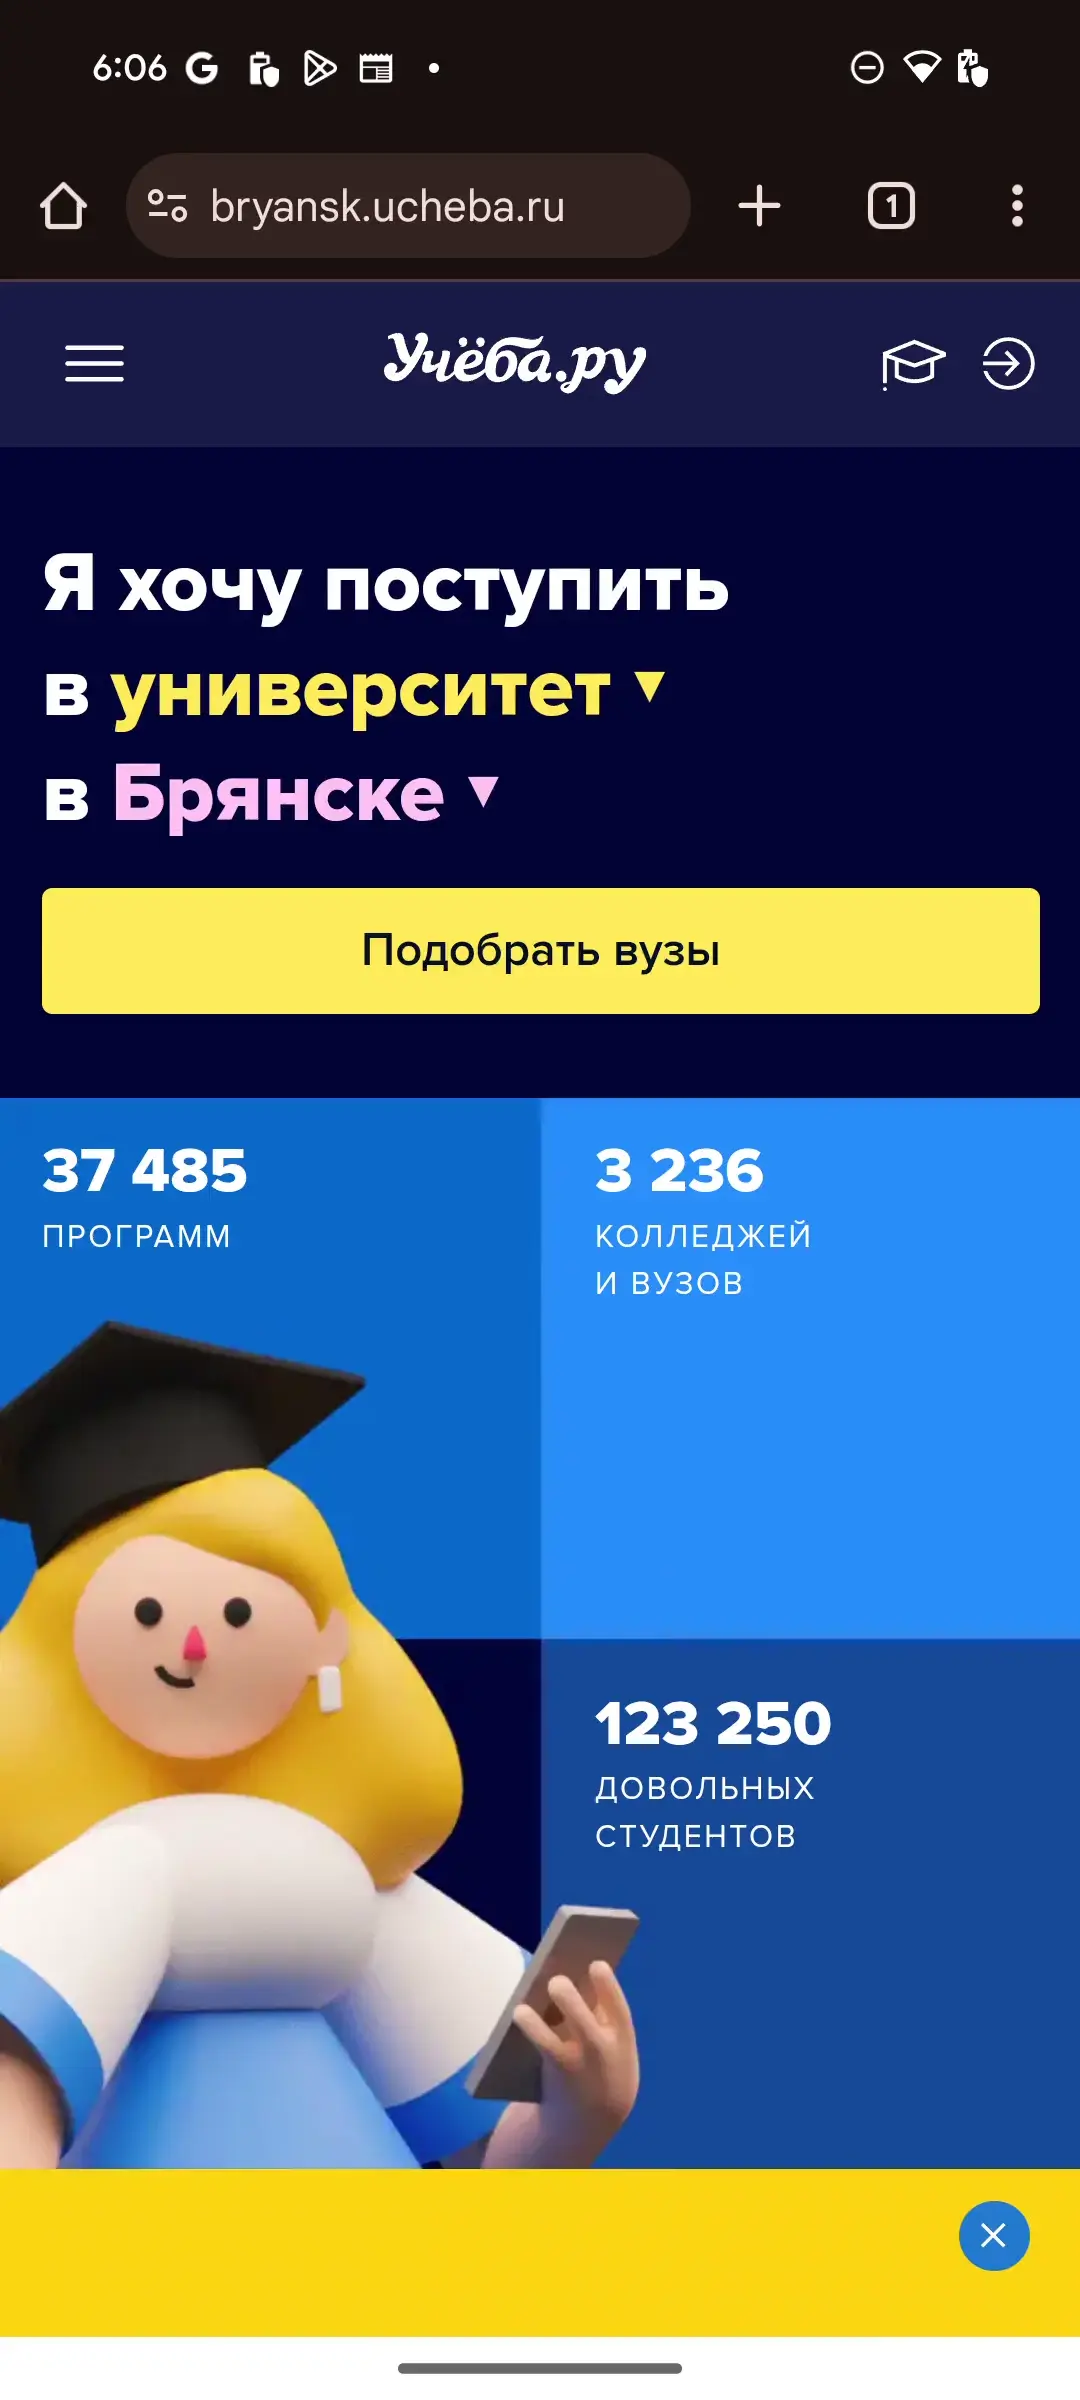 6:06
bryansk.ucheba.ru
1
Учёба.ру
Я хочу поступить
в университет
в Брянске
Подобрать вузы
37 485
ПРОГРАММ
3 236
КОЛЛЕДЖЕЙ
И ВУЗОВ
123 250
ДОВОЛЬНЫХ
СТУДЕНТОВ